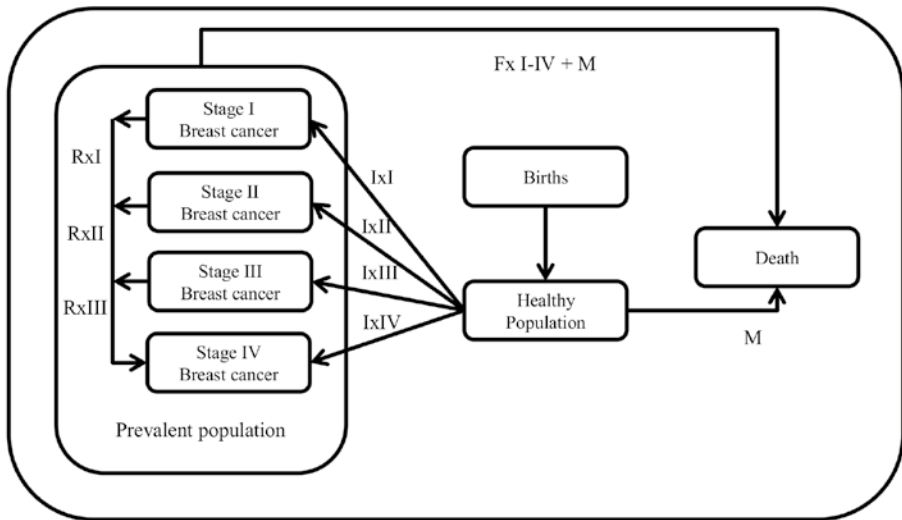 Fx I-IV + M
Stage I
Breast cancer
RxI
IxI
Births
Stage II
Breast cancer
IxII
RxII
Stage III
Breast cancer
IxIII
Death
RxIII
Healthy
Population
IxIV
M
Stage IV
Breast cancer
Prevalent population